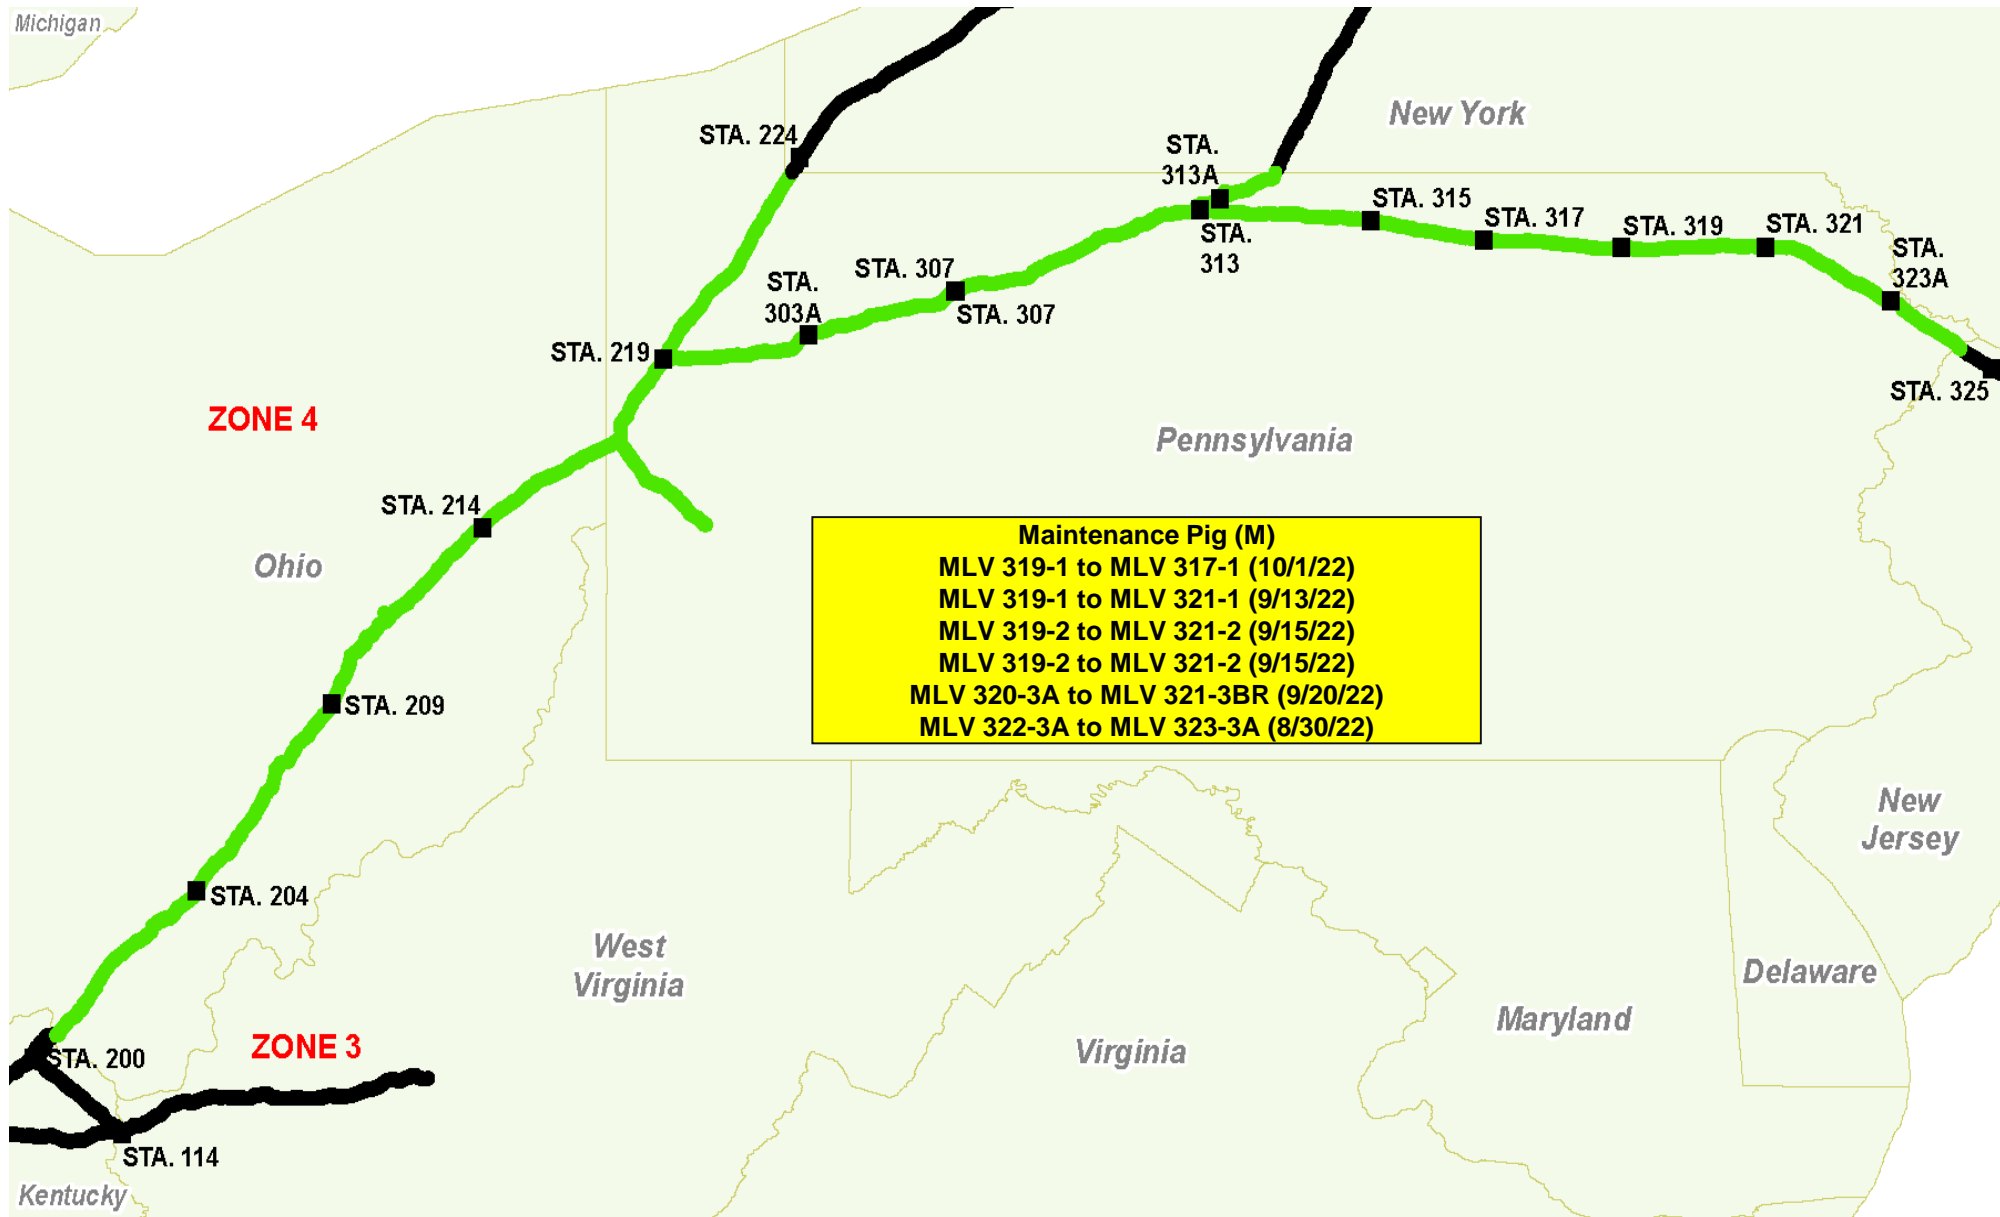 Michigan
New York
STA. 224
STA.
313A
STA.
313
STA. 315
STA. 317
STA. 319
STA. 321
STA.
323A
STA. 325
STA. 307
STA. 307
STA.
303A
STA. 219
ZONE 4
Pennsylvania
STA. 214
Ohio
Maintenance Pig (M)
MLV 319-1 to MLV 317-1 (10/1/22)
MLV 319-1 to MLV 321-1 (9/13/22)
MLV 319-2 to MLV 321-2 (9/15/22)
MLV 319-2 to MLV 321-2 (9/15/22)
MLV 320-3A to MLV 321-3BR (9/20/22)
MLV 322-3A to MLV 323-3A (8/30/22)
STA. 209
New
Jersey
STA. 204
West
Virginia
Delaware
Maryland
Virginia
ZONE 3
STA. 200
STA. 114
Kentucky